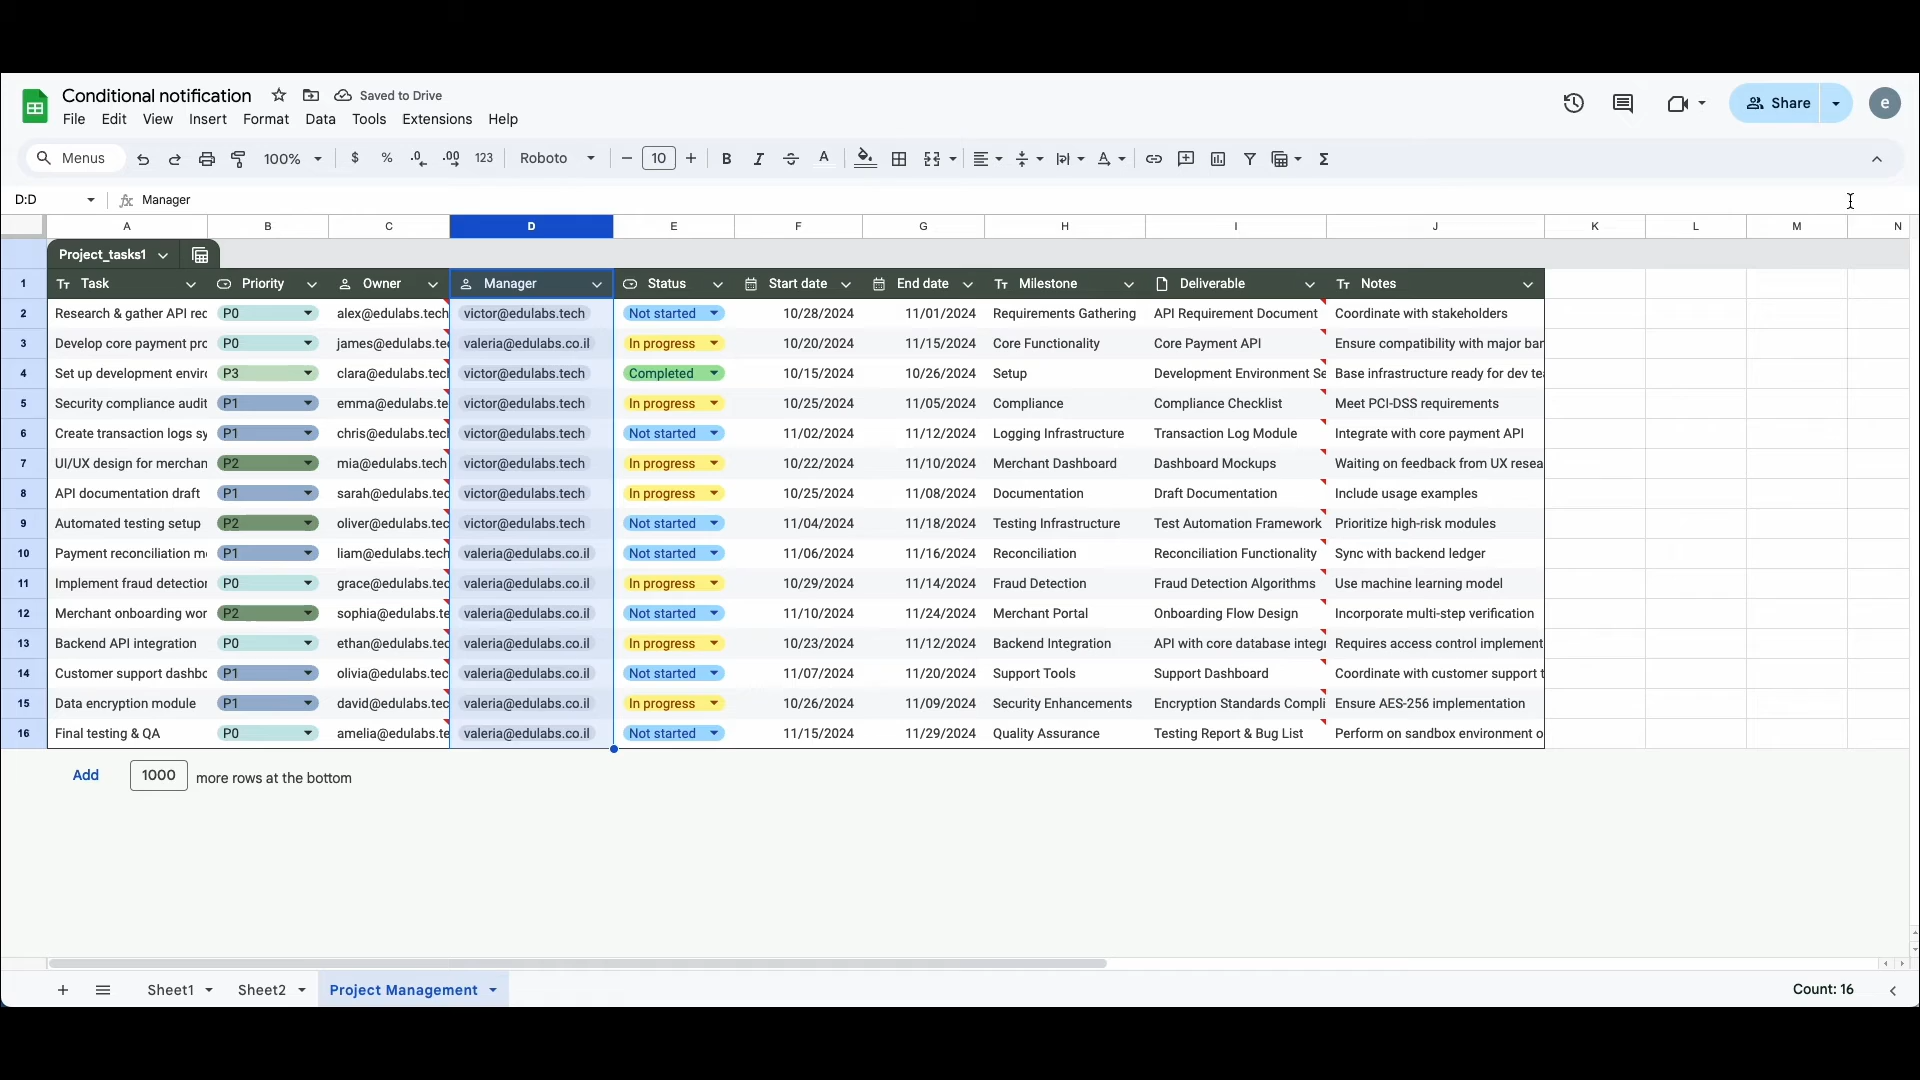 Conditional notification Saved to Drive
File Edit View Insert Format Data Tools Extensions Help
Share e
Menus 100% $ % .0 .00 123 Roboto 10 B I A Σ
D:D fx Manager
A B C D E F G H I J K L M N
Project_tasks1
1 Task Priority Owner Manager Status Start date End date Milestone Deliverable Notes
2 Research & gather API rec P0 alex@edulabs.tech victor@edulabs.tech Not started 10/28/2024 11/01/2024 Requirements Gathering API Requirement Document Coordinate with stakeholders
3 Develop core payment pro P0 james@edulabs.te valeria@edulabs.co.il In progress 10/20/2024 11/15/2024 Core Functionality Core Payment API Ensure compatibility with major bar
4 Set up development enviro P3 clara@edulabs.tech victor@edulabs.tech Completed 10/15/2024 10/26/2024 Setup Development Environment Se Base infrastructure ready for dev te
5 Security compliance audit P1 emma@edulabs.te victor@edulabs.tech In progress 10/25/2024 11/05/2024 Compliance Compliance Checklist Meet PCI-DSS requirements
6 Create transaction logs sy P1 chris@edulabs.tech victor@edulabs.tech Not started 11/02/2024 11/12/2024 Logging Infrastructure Transaction Log Module Integrate with core payment API
7 UI/UX design for merchan P2 mia@edulabs.tech victor@edulabs.tech In progress 10/22/2024 11/10/2024 Merchant Dashboard Dashboard Mockups Waiting on feedback from UX resea
8 API documentation draft P1 sarah@edulabs.tec victor@edulabs.tech In progress 10/25/2024 11/08/2024 Documentation Draft Documentation Include usage examples
9 Automated testing setup P2 oliver@edulabs.tec victor@edulabs.tech Not started 11/04/2024 11/18/2024 Testing Infrastructure Test Automation Framework Prioritize high-risk modules
10 Payment reconciliation m P1 liam@edulabs.tech valeria@edulabs.co.il Not started 11/06/2024 11/16/2024 Reconciliation Reconciliation Functionality Sync with backend ledger
11 Implement fraud detection P0 grace@edulabs.tec valeria@edulabs.co.il In progress 10/29/2024 11/14/2024 Fraud Detection Fraud Detection Algorithms Use machine learning model
12 Merchant onboarding wor P2 sophia@edulabs.te valeria@edulabs.co.il Not started 11/10/2024 11/24/2024 Merchant Portal Onboarding Flow Design Incorporate multi-step verification
13 Backend API integration P0 ethan@edulabs.tec valeria@edulabs.co.il In progress 10/23/2024 11/12/2024 Backend Integration API with core database integr Requires access control implement
14 Customer support dashbo P1 olivia@edulabs.tec valeria@edulabs.co.il Not started 11/07/2024 11/20/2024 Support Tools Support Dashboard Coordinate with customer support t
15 Data encryption module P1 david@edulabs.tec valeria@edulabs.co.il In progress 10/26/2024 11/09/2024 Security Enhancements Encryption Standards Compli Ensure AES-256 implementation
16 Final testing & QA P0 amelia@edulabs.te valeria@edulabs.co.il Not started 11/15/2024 11/29/2024 Quality Assurance Testing Report & Bug List Perform on sandbox environment o
Add 1000 more rows at the bottom
Sheet1 Sheet2 Project Management Count: 16